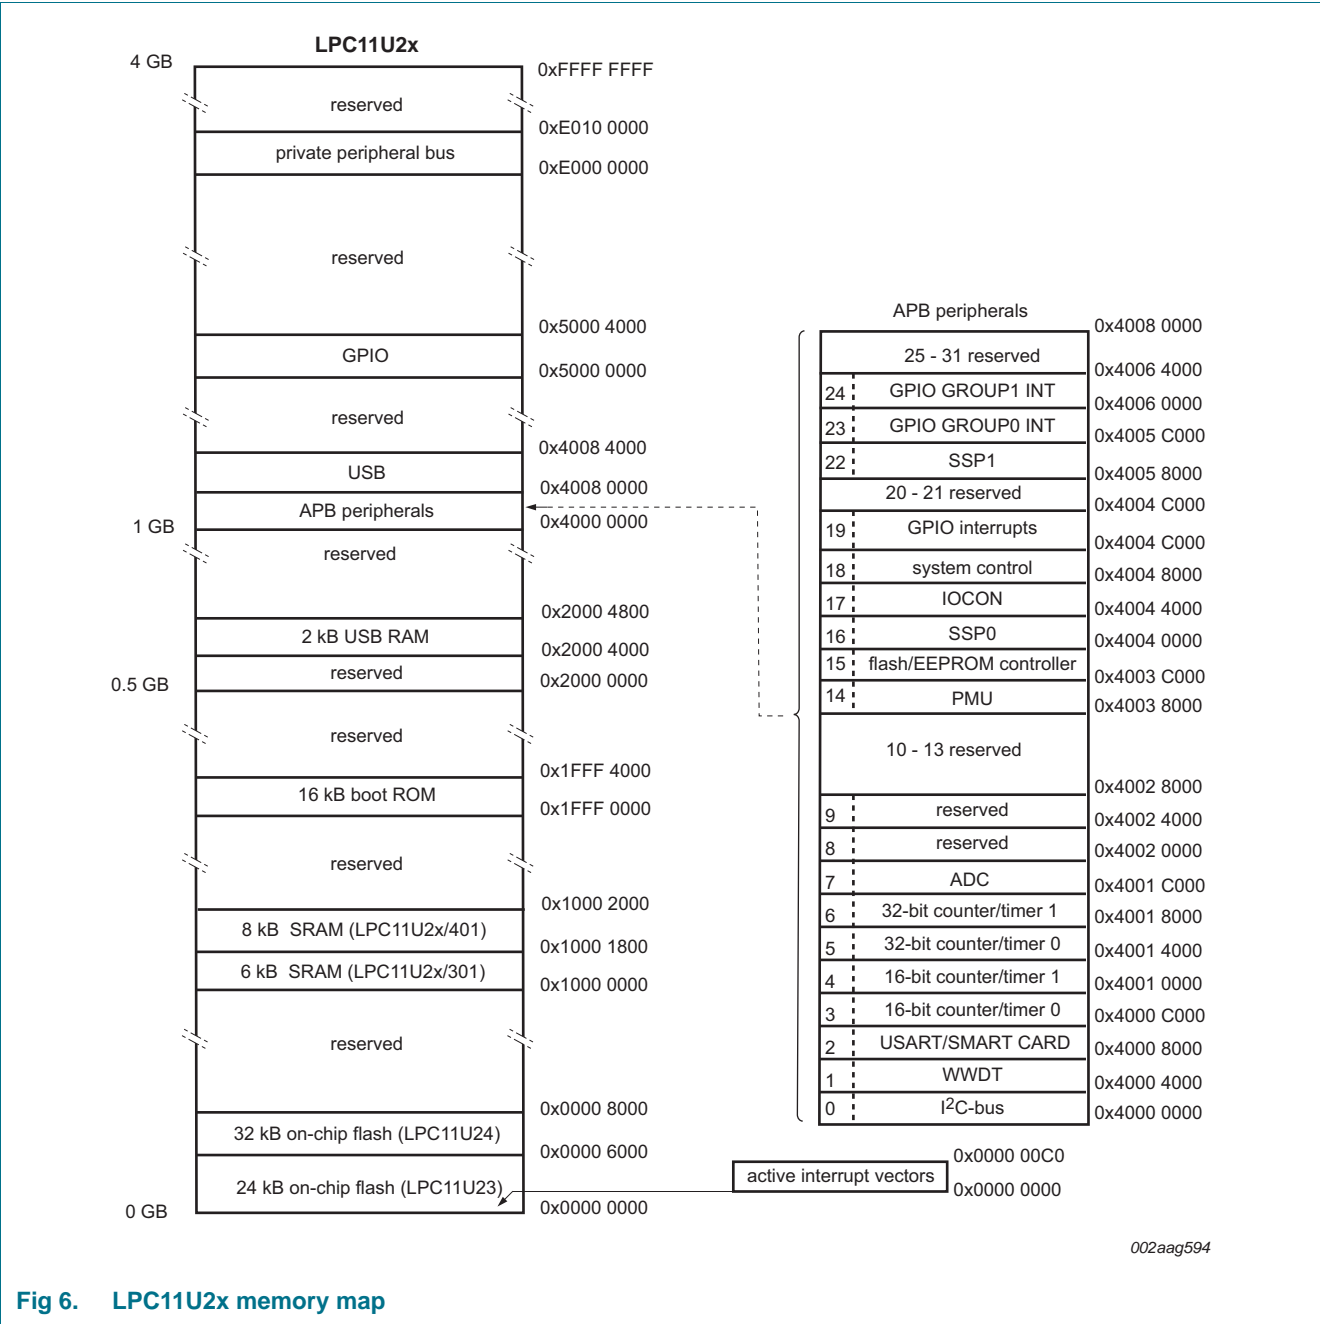 LPC11U2x
4 GB
0xFFFF FFFF
reserved
0xE010 0000
private peripheral bus
0xE000 0000
reserved
0x5000 4000
GPIO
0x5000 0000
reserved
0x4008 4000
USB
0x4008 0000
APB peripherals
0x4000 0000
1 GB
reserved
0x2000 4800
2 kB USB RAM
0x2000 4000
reserved
0x2000 0000
0.5 GB
reserved
0x1FFF 4000
16 kB boot ROM
0x1FFF 0000
reserved
0x1000 2000
8 kB SRAM (LPC11U2x/401)
0x1000 1800
6 kB SRAM (LPC11U2x/301)
0x1000 0000
reserved
0x0000 8000
32 kB on-chip flash (LPC11U24)
0x0000 6000
24 kB on-chip flash (LPC11U23)
0x0000 0000
0 GB
APB peripherals
0x4008 0000
25 - 31 reserved
0x4006 4000
24 GPIO GROUP1 INT
0x4006 0000
23 GPIO GROUP0 INT
0x4005 C000
22 SSP1
0x4005 8000
20 - 21 reserved
0x4004 C000
19 GPIO interrupts
0x4004 C000
18 system control
0x4004 8000
17 IOCON
0x4004 4000
16 SSP0
0x4004 0000
15 flash/EEPROM controller
0x4003 C000
14 PMU
0x4003 8000
10 - 13 reserved
0x4002 8000
9 reserved
0x4002 4000
8 reserved
0x4002 0000
7 ADC
0x4001 C000
6 32-bit counter/timer 1
0x4001 8000
5 32-bit counter/timer 0
0x4001 4000
4 16-bit counter/timer 1
0x4001 0000
3 16-bit counter/timer 0
0x4000 C000
2 USART/SMART CARD
0x4000 8000
1 WWDT
0x4000 4000
0 I2C-bus
0x4000 0000
0x0000 00C0
active interrupt vectors
0x0000 0000
002aag594
Fig 6. LPC11U2x memory map